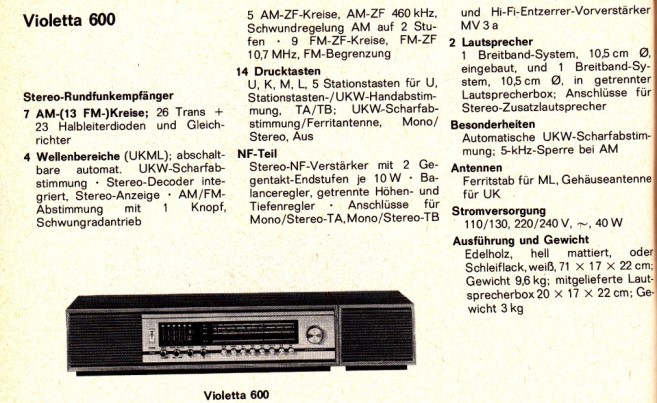 Violetta 600
Stereo-Rundfunkempfänger
7 AM-(13 FM-)Kreise; 26 Trans +
23 Halbleiterdioden und Gleich-
richter
4 Wellenbereiche (UKML); abschalt-
bare automat. UKW-Scharfab-
stimmung · Stereo-Decoder inte-
griert, Stereo-Anzeige · AM/FM-
Abstimmung mit 1 Knopf,
Schwungradantrieb
5 AM-ZF-Kreise, AM-ZF 460 kHz,
Schwundregelung AM auf 2 Stu-
fen · 9 FM-ZF-Kreise, FM-ZF
10,7 MHz, FM-Begrenzung
14 Drucktasten
U, K, M, L, 5 Stationstasten für U,
Stationstasten-/UKW-Handabstim-
mung, TA/TB; UKW-Scharfab-
stimmung/Ferritantenne, Mono/
Stereo, Aus
NF-Teil
Stereo-NF-Verstärker mit 2 Ge-
gentakt-Endstufen je 10 W · Ba-
lanceregler, getrennte Höhen- und
Tiefenregler · Anschlüsse für
Mono/Stereo-TA, Mono/Stereo-TB
und Hi-Fi-Entzerrer-Vorverstärker
MV 3 a
2 Lautsprecher
1 Breitband-System, 10,5 cm Ø,
eingebaut, und 1 Breitband-Sy-
stem, 10,5 cm Ø, in getrennter
Lautsprecherbox; Anschlüsse für
Stereo-Zusatzlautsprecher
Besonderheiten
Automatische UKW-Scharfabstim-
mung; 5-kHz-Sperre bei AM
Antennen
Ferritstab für ML, Gehäuseantenne
für UK
Stromversorgung
110/130, 220/240 V, ~, 40 W
Ausführung und Gewicht
Edelholz, hell mattiert, oder
Schleiflack, weiß, 71 × 17 × 22 cm;
Gewicht 9,6 kg; mitgelieferte Laut-
sprecherbox 20 × 17 × 22 cm; Ge-
wicht 3 kg
Violetta 600